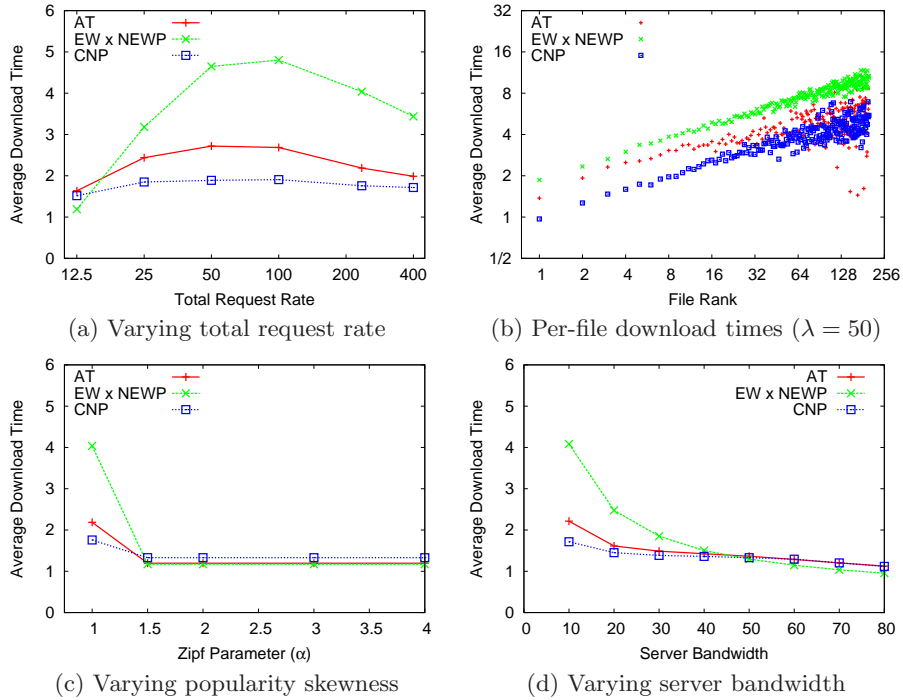 AT
EW x NEWP
CNP
Average Download Time
6
5
4
3
2
1
0
12.5 25 50 100 200 400
Total Request Rate
(a) Varying total request rate
AT
EW x NEWP
CNP
Average Download Time
32
16
8
4
2
1
1/2
1 2 4 8 16 32 64 128 256
File Rank
(b) Per-file download times (λ = 50)
AT
EW x NEWP
CNP
Average Download Time
6
5
4
3
2
1
0
1 1.5 2 3 4
Zipf Parameter (α)
(c) Varying popularity skewness
AT
EW x NEWP
CNP
Average Download Time
6
5
4
3
2
1
0
0 10 20 30 40 50 60 70 80
Server Bandwidth
(d) Varying server bandwidth